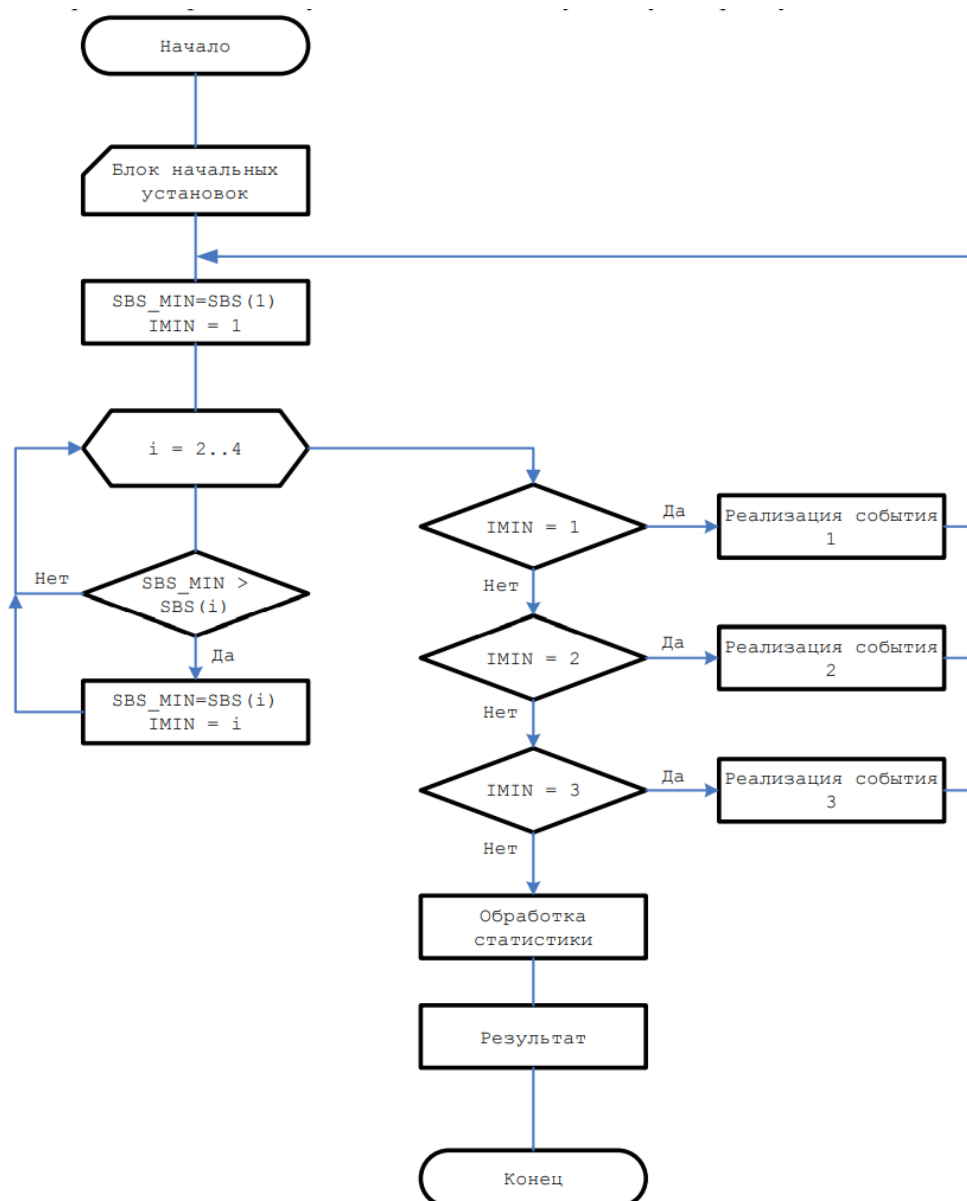 Начало
Блок начальных
установок
SBS_MIN=SBS(1)
IMIN = 1
i = 2..4
SBS_MIN >
SBS(i)
Нет
Да
SBS_MIN=SBS(i)
IMIN = i
IMIN = 1
Да
Реализация события
1
Нет
IMIN = 2
Да
Реализация события
2
Нет
IMIN = 3
Да
Реализация события
3
Нет
Обработка
статистики
Результат
Конец